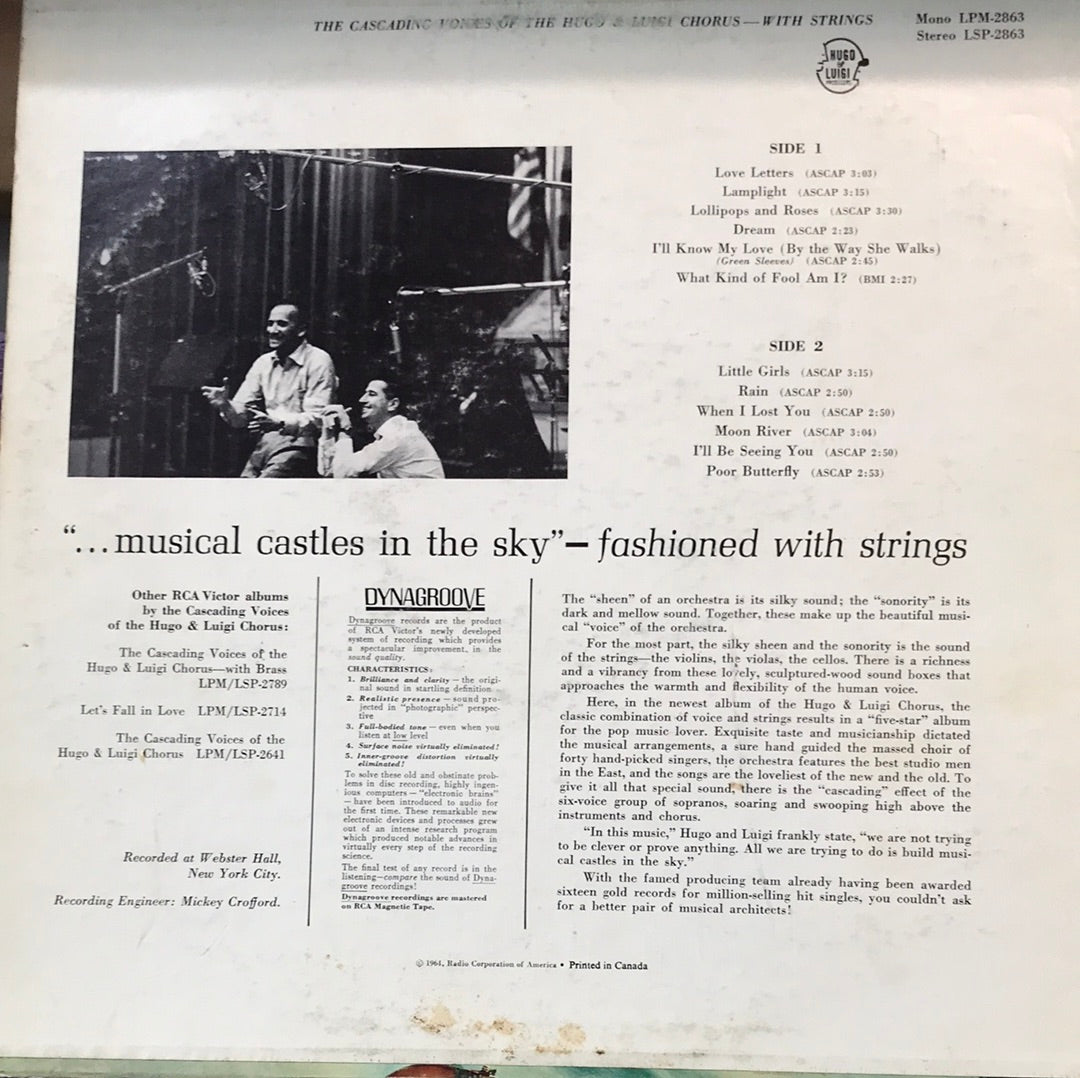 THE CASCADING VOICES OF THE HUGO & LUIGI CHORUS—WITH STRINGS
Mono LPM-2863
Stereo LSP-2863
HUGO
&
LUIGI
SIDE 1
Love Letters (ASCAP 3:03)
Lamplight (ASCAP 3:15)
Lollipops and Roses (ASCAP 3:30)
Dream (ASCAP 2:23)
I'll Know My Love (By the Way She Walks)
(Green Sleeves) (ASCAP 2:45)
What Kind of Fool Am I? (BMI 2:27)
SIDE 2
Little Girls (ASCAP 3:15)
Rain (ASCAP 2:50)
When I Lost You (ASCAP 2:50)
Moon River (ASCAP 3:04)
I'll Be Seeing You (ASCAP 2:50)
Poor Butterfly (ASCAP 2:53)
“...musical castles in the sky”—fashioned with strings
Other RCA Victor albums
by the Cascading Voices
of the Hugo & Luigi Chorus:
The Cascading Voices of the
Hugo & Luigi Chorus—with Brass
LPM/LSP-2789
Let's Fall in Love LPM/LSP-2714
The Cascading Voices of the
Hugo & Luigi Chorus LPM/LSP-2641
Recorded at Webster Hall,
New York City.
Recording Engineer: Mickey Crofford.
DYNAGROOVE
Dynagroove records are the product
of RCA Victor's newly developed
system of recording which provides
a spectacular improvement in the
sound quality.
CHARACTERISTICS:
1. Brilliance and clarity — the origi-
nal sound in startling definition
2. Realistic presence — sound pro-
jected in "photographic" perspec-
tive
3. Full-bodied tone — even when you
listen at low level
4. Surface noise virtually eliminated!
5. Inner-groove distortion virtually
eliminated!
To solve these old and obstinate prob-
lems in disc recording, highly ingen-
ious computers — "electronic brains"
— have been introduced to audio for
the first time. These remarkable new
electronic devices and processes grew
out of an intense research program
which produced notable advances in
virtually every step of the recording
science.
The final test of any record is in the
listening—compare the sound of Dyna-
groove recordings!
Dynagroove recordings are mastered
on RCA Magnetic Tape.
The “sheen” of an orchestra is its silky sound; the “sonority” is its
dark and mellow sound. Together, these make up the beautiful musi-
cal “voice” of the orchestra.
For the most part, the silky sheen and the sonority is the sound
of the strings—the violins, the violas, the cellos. There is a richness
and a vibrancy from these lovely, sculptured-wood sound boxes that
approaches the warmth and flexibility of the human voice.
Here, in the newest album of the Hugo & Luigi Chorus, the
classic combination of voice and strings results in a “five-star” album
for the pop music lover. Exquisite taste and musicianship dictated
the musical arrangements, a sure hand guided the massed choir of
forty hand-picked singers, the orchestra features the best studio men
in the East, and the songs are the loveliest of the new and the old. To
give it all that special sound, there is the “cascading” effect of the
six-voice group of sopranos, soaring and swooping high above the
instruments and chorus.
“In this music,” Hugo and Luigi frankly state, “we are not trying
to be clever or prove anything. All we are trying to do is build musi-
cal castles in the sky.”
With the famed producing team already having been awarded
sixteen gold records for million-selling hit singles, you couldn't ask
for a better pair of musical architects!
© 1964, Radio Corporation of America • Printed in Canada